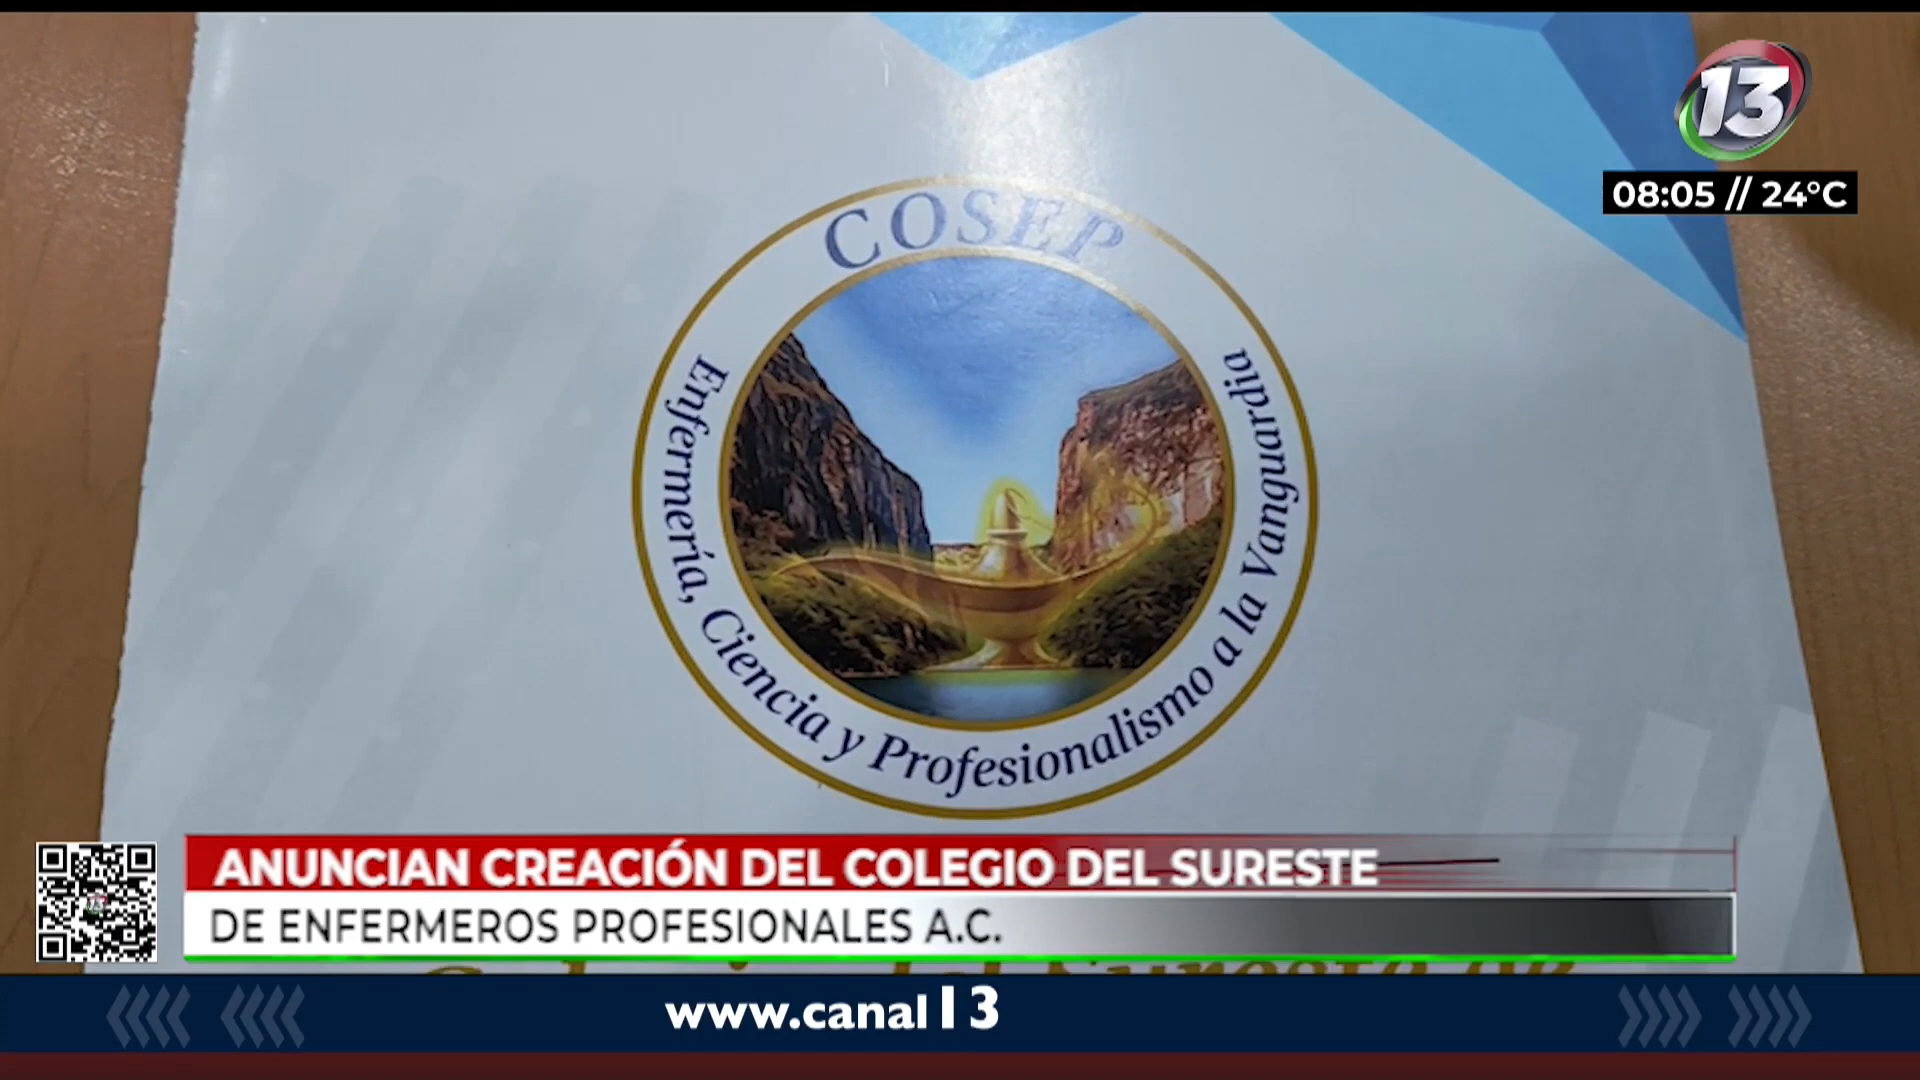 13
08:05 // 24°C
COSEP
Enfermería, Ciencia y Profesionalismo a la Vanguardia
ANUNCIAN CREACIÓN DEL COLEGIO DEL SURESTE
DE ENFERMEROS PROFESIONALES A.C.
www.canal13